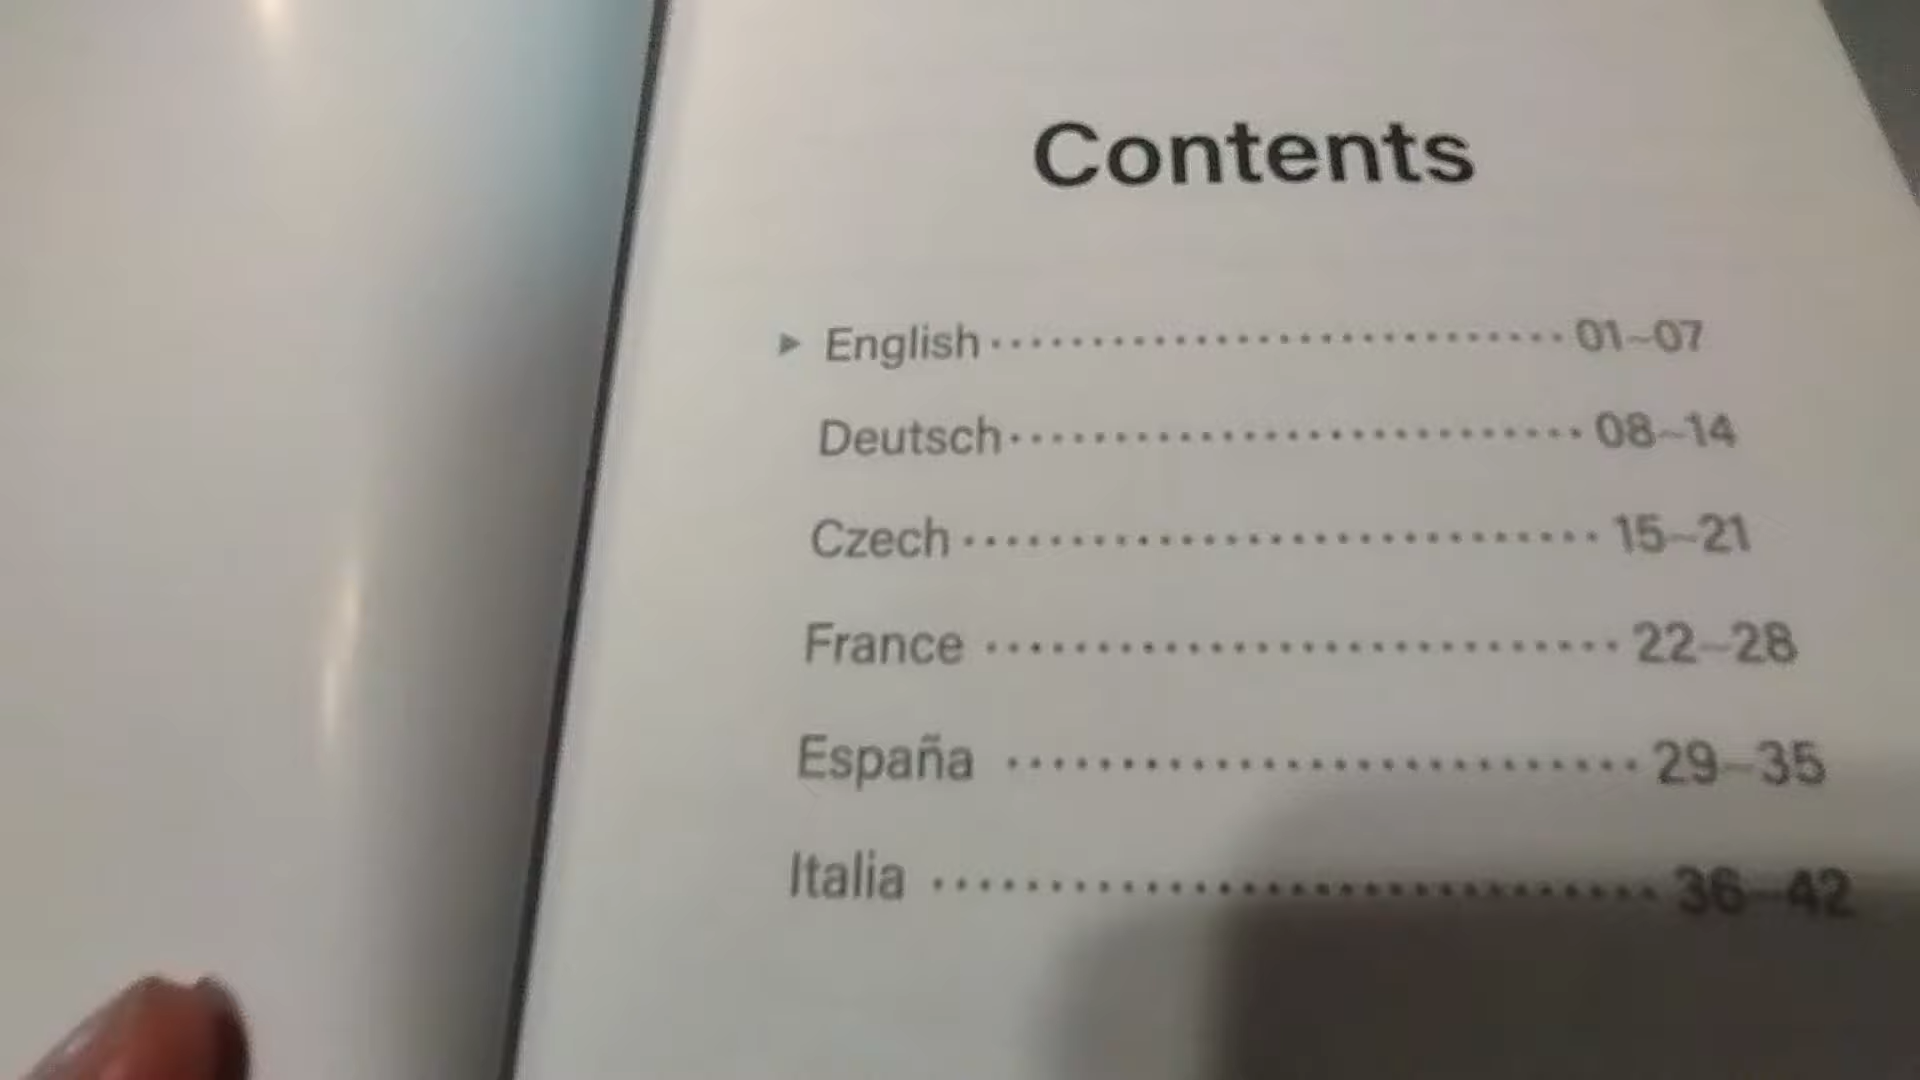 Contents
▶ English ······························ 01~07
Deutsch ······························ 08~14
Czech ································ 15~21
France ······························· 22~28
España ······························ 29~35
Italia ··································· 36~42